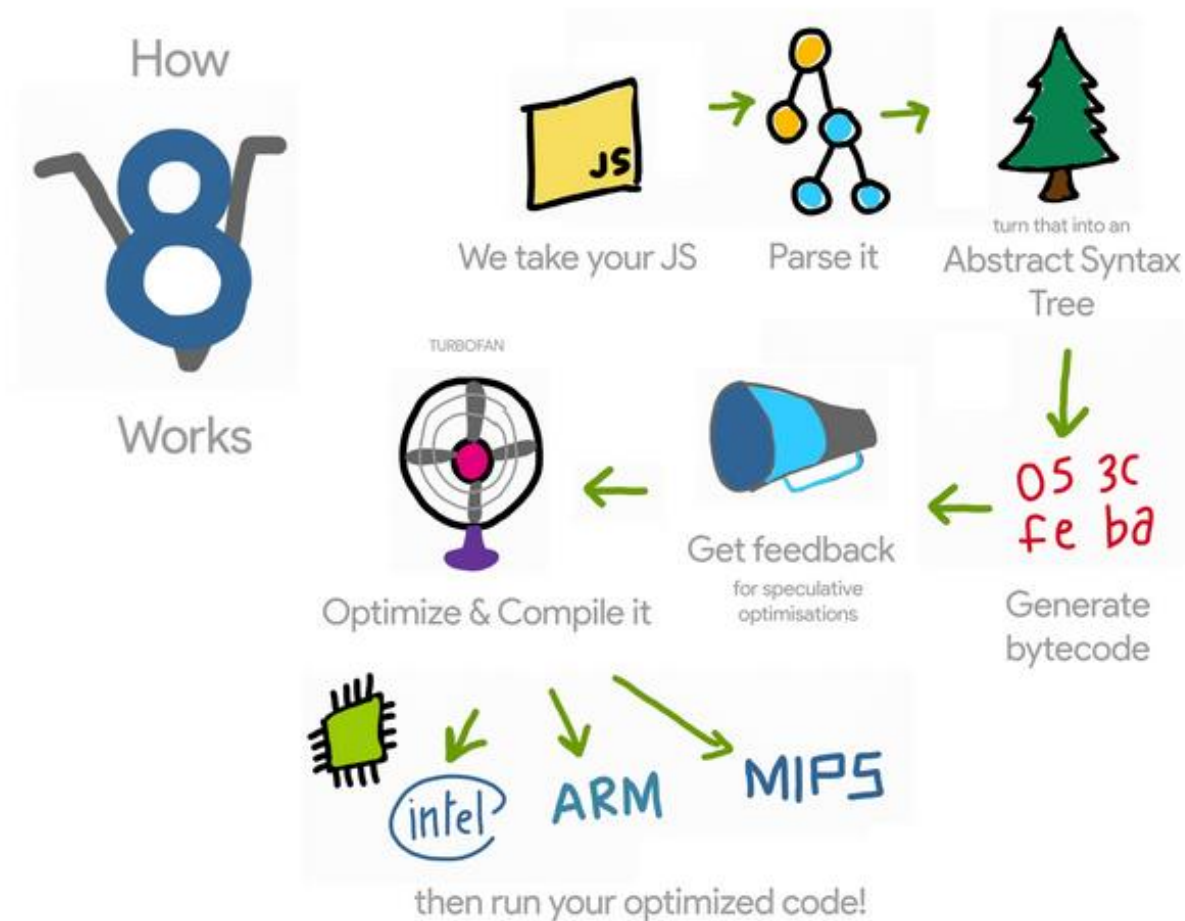 How
8
Works
JS
We take your JS
Parse it
turn that into an
Abstract Syntax
Tree
05 3c
fe ba
Generate
bytecode
Get feedback
for speculative
optimisations
TURBOFAN
Optimize & Compile it
intel
ARM
MIPS
then run your optimized code!